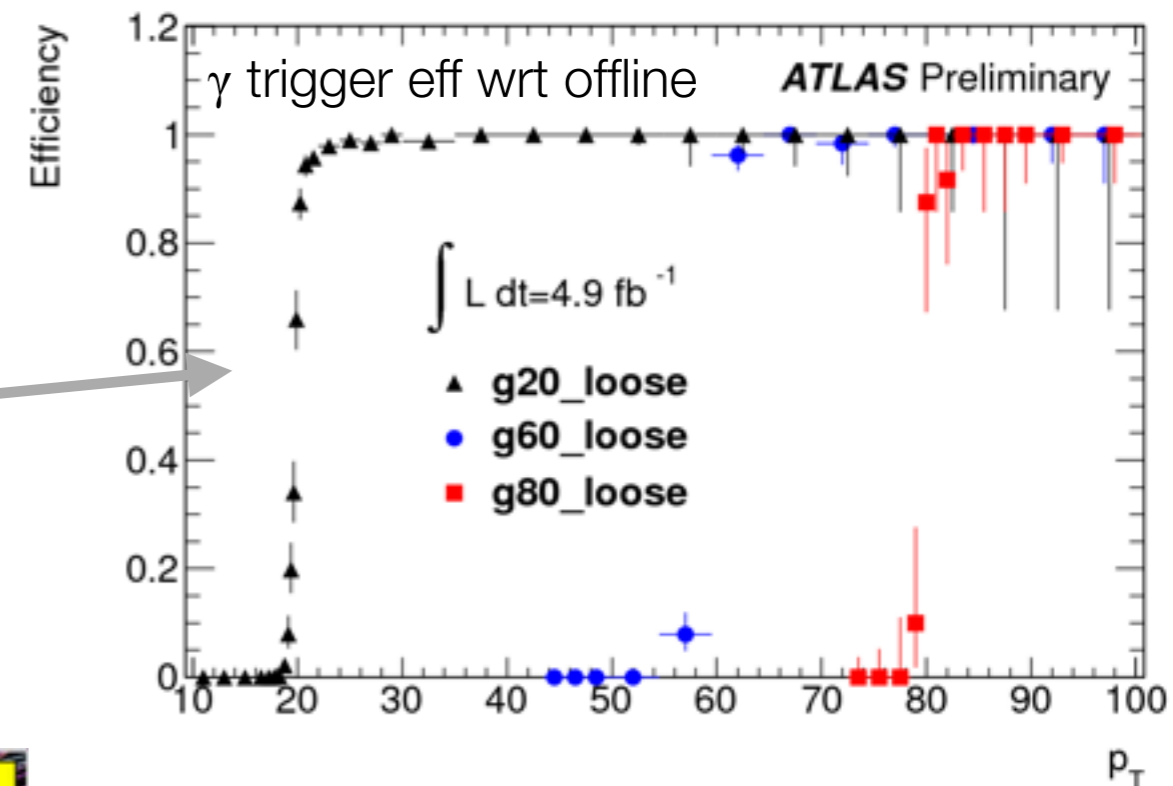 Efficiency
γ trigger eff wrt offline
ATLAS Preliminary
1.2
1
0.8
0.6
0.4
0.2
0
∫ L dt=4.9 fb⁻¹
g20_loose
g60_loose
g80_loose
10 20 30 40 50 60 70 80 90 100
p_T